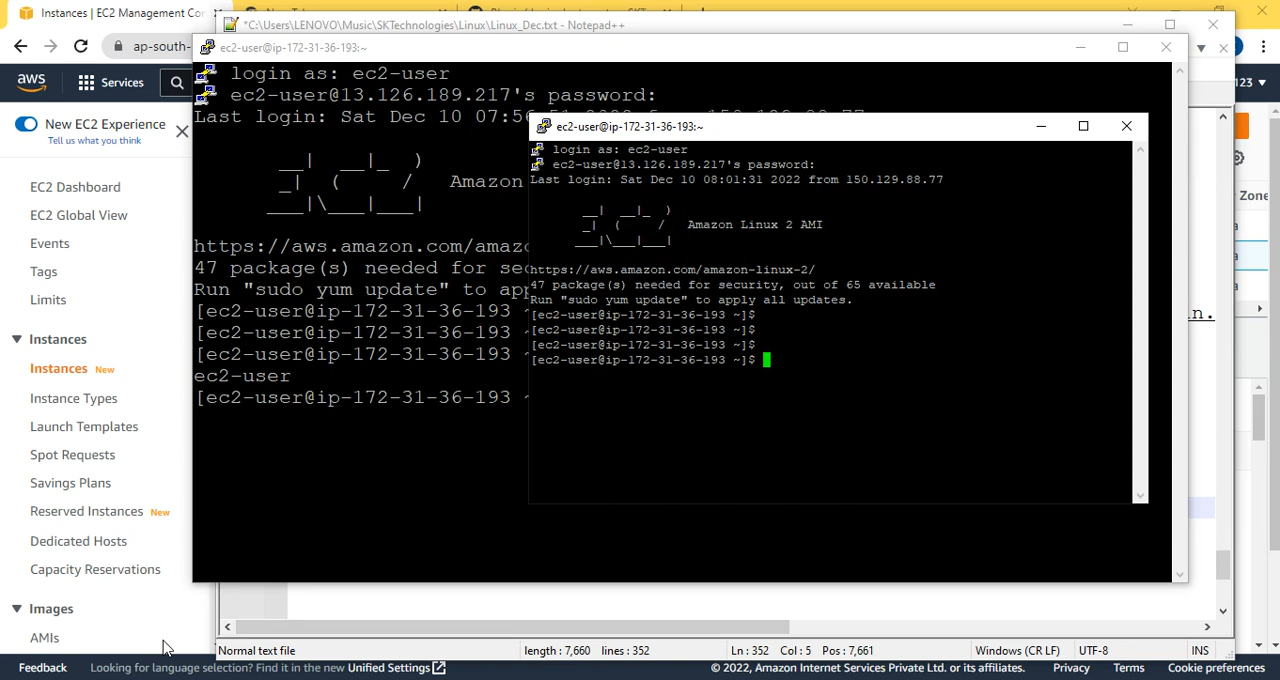 Instances | EC2 Management Con
*C:\Users\LENOVO\Music\SKTechnologies\Linux\Linux_Dec.txt - Notepad++
ap-south-
ec2-user@ip-172-31-36-193:~
aws
Services
123
login as: ec2-user
ec2-user@13.126.189.217's password:
Last login: Sat Dec 10 07:5
Amazon
https://aws.amazon.com/amaz
47 package(s) needed for sec
Run "sudo yum update" to app
[ec2-user@ip-172-31-36-193 ~
[ec2-user@ip-172-31-36-193 ~
[ec2-user@ip-172-31-36-193 ~
ec2-user
[ec2-user@ip-172-31-36-193 ~
ec2-user@ip-172-31-36-193:~
login as: ec2-user
ec2-user@13.126.189.217's password:
Last login: Sat Dec 10 08:01:31 2022 from 150.129.88.77
Amazon Linux 2 AMI
https://aws.amazon.com/amazon-linux-2/
47 package(s) needed for security, out of 65 available
Run "sudo yum update" to apply all updates.
[ec2-user@ip-172-31-36-193 ~]$
[ec2-user@ip-172-31-36-193 ~]$
[ec2-user@ip-172-31-36-193 ~]$
[ec2-user@ip-172-31-36-193 ~]$
New EC2 Experience
Tell us what you think
EC2 Dashboard
EC2 Global View
Events
Tags
Limits
Instances
Instances New
Instance Types
Launch Templates
Spot Requests
Savings Plans
Reserved Instances New
Dedicated Hosts
Capacity Reservations
Images
AMIs
Zone
in.
Normal text file
length : 7,660 lines : 352
Ln : 352 Col : 5 Pos : 7,661
Windows (CR LF)
UTF-8
INS
Feedback
Looking for language selection? Find it in the new Unified Settings
© 2022, Amazon Internet Services Private Ltd. or its affiliates.
Privacy
Terms
Cookie preferences